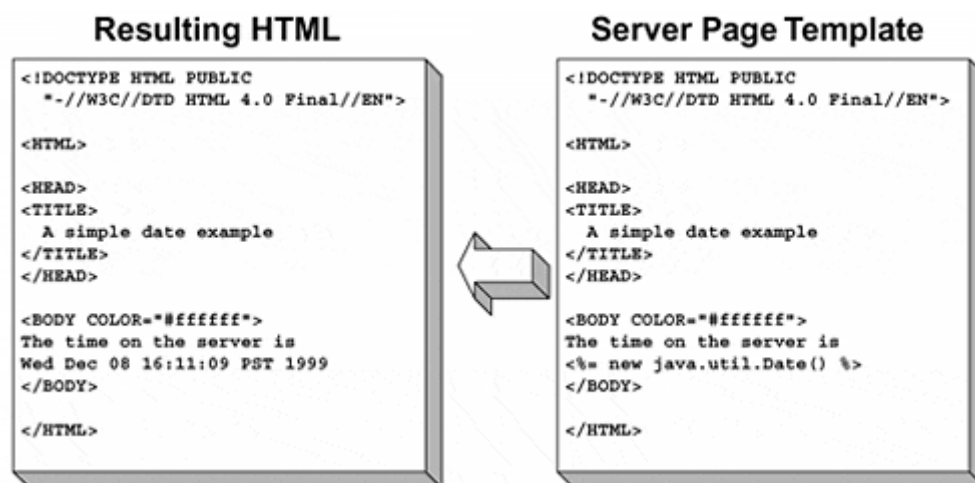 Resulting HTML
<!DOCTYPE HTML PUBLIC
"-//W3C//DTD HTML 4.0 Final//EN">
<HTML>
<HEAD>
<TITLE>
A simple date example
</TITLE>
</HEAD>
<BODY COLOR="#ffffff">
The time on the server is
Wed Dec 08 16:11:09 PST 1999
</BODY>
</HTML>
Server Page Template
<!DOCTYPE HTML PUBLIC
"-//W3C//DTD HTML 4.0 Final//EN">
<HTML>
<HEAD>
<TITLE>
A simple date example
</TITLE>
</HEAD>
<BODY COLOR="#ffffff">
The time on the server is
<%= new java.util.Date() %>
</BODY>
</HTML>